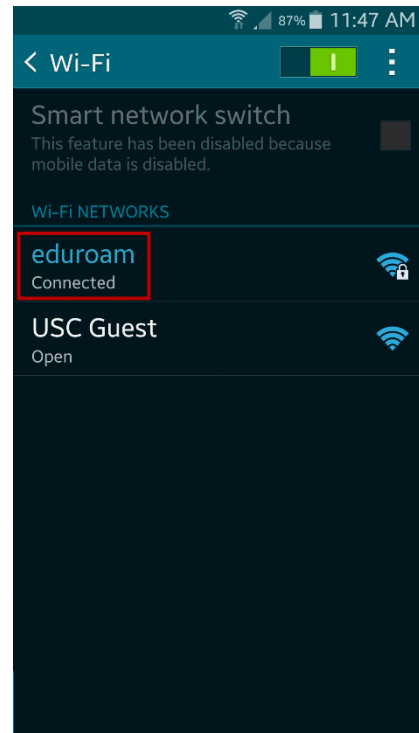 87% 11:47 AM
Wi-Fi
Smart network switch
This feature has been disabled because
mobile data is disabled.
Wi-Fi NETWORKS
eduroam
Connected
USC Guest
Open